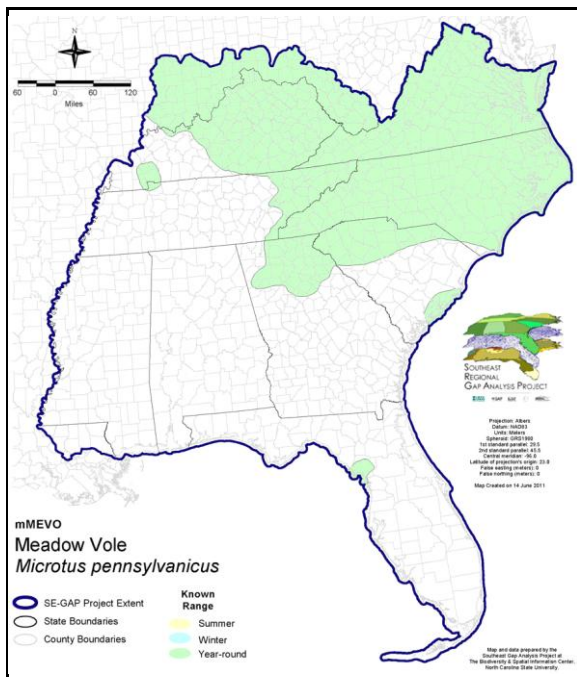 N
60 0 60 120
Miles
SOUTHEAST
REGIONAL
GAP ANALYSIS PROJECT
Projection: Albers
Datum: NAD83
Units: Meters
Spheroid: GRS1980
1st standard parallel: 29.5
2nd standard parallel: 45.5
Central meridian: -96.0
Latitude of projection's origin: 23.0
False easting (meters): 0
False northing (meters): 0
Map Created on 14 June 2011
mMEVO
Meadow Vole
Microtus pennsylvanicus
SE-GAP Project Extent
State Boundaries
County Boundaries
Known
Range
Summer
Winter
Year-round
Map and data prepared by the
Southeast Gap Analysis Project at
The Biodiversity & Spatial Information Center,
North Carolina State University.